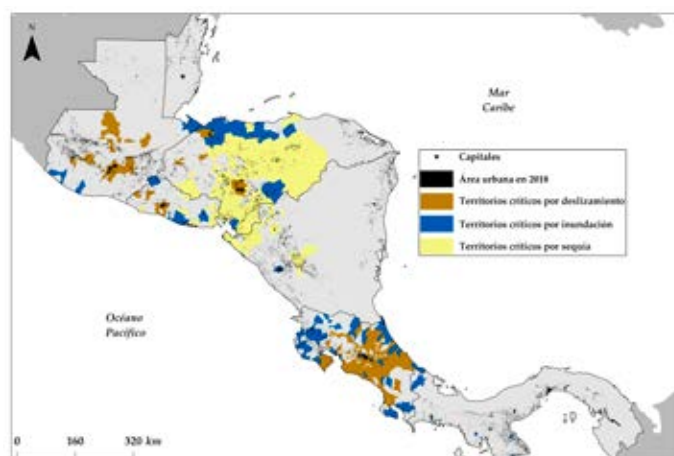 N
Mar
Caribe
Capitales
Área urbana en 2018
Territorios críticos por deslizamiento
Territorios críticos por inundación
Territorios críticos por sequía
Océano
Pacífico
0 160 320 km